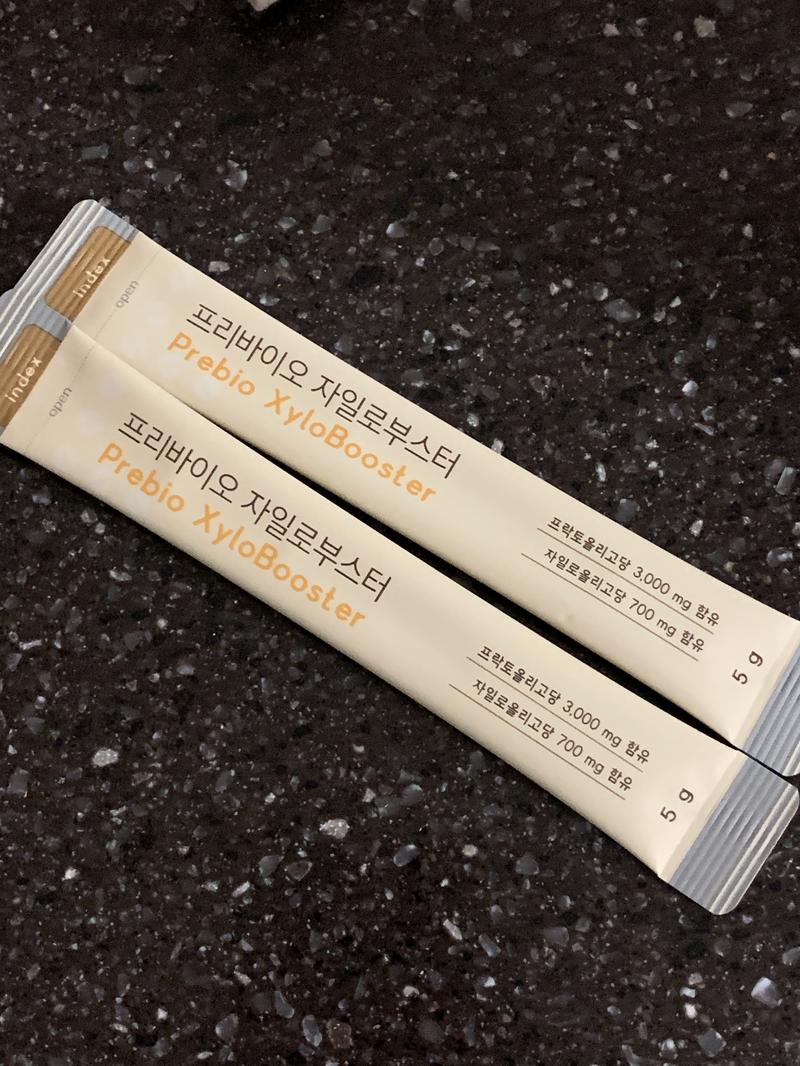 index
open
프리바이오 자일로부스터
Prebio XyloBooster
프락토올리고당 3,000 mg 함유
자일로올리고당 700 mg 함유
5 g
index
open
프리바이오 자일로부스터
Prebio XyloBooster
프락토올리고당 3,000 mg 함유
자일로올리고당 700 mg 함유
5 g